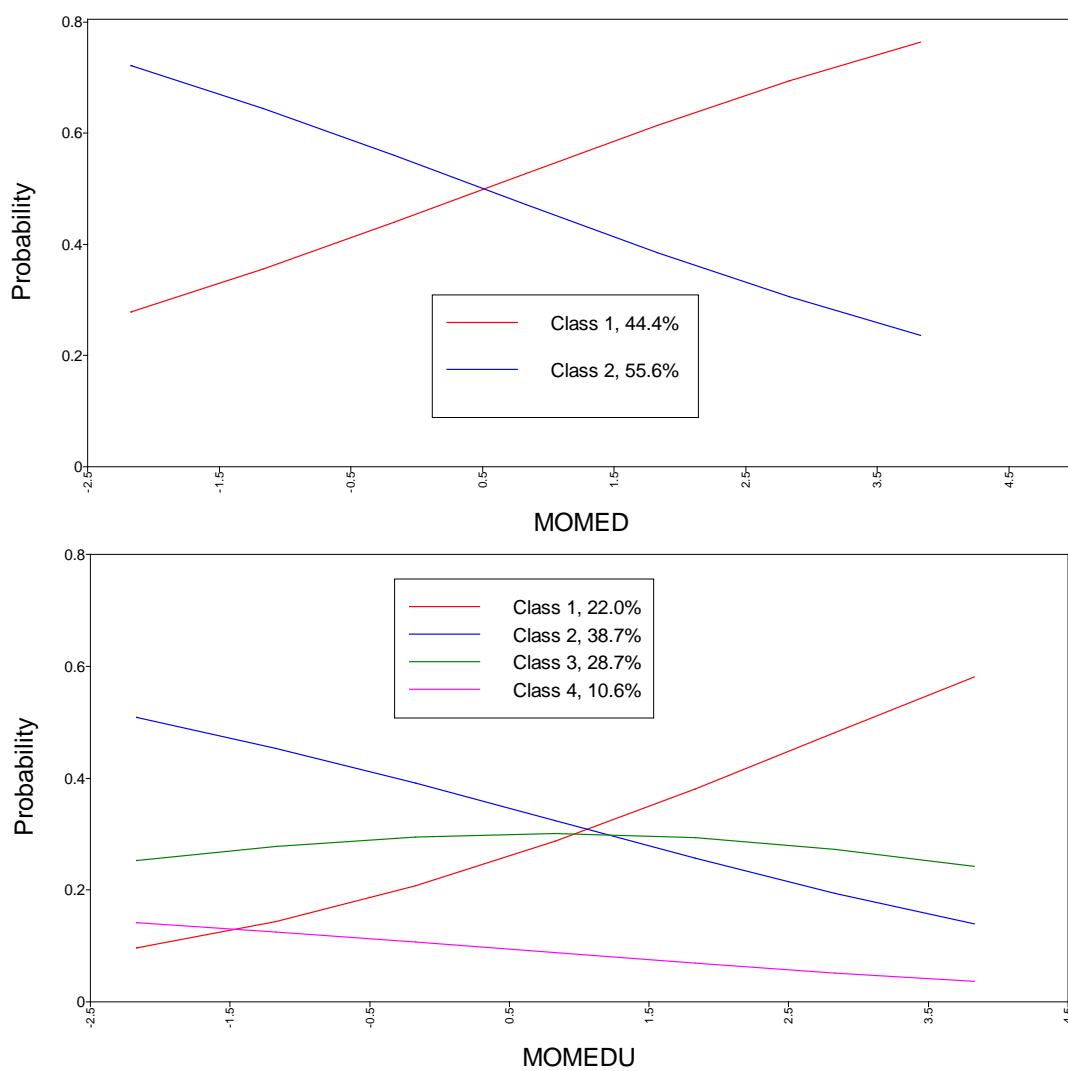 0.8
0.6
0.4
0.2
0
Probability
-2.5
-1.5
-0.5
0.5
1.5
2.5
3.5
4.5
MOMED
Class 1, 44.4%
Class 2, 55.6%
0.8
0.6
0.4
0.2
0
Probability
-2.5
-1.5
-0.5
0.5
1.5
2.5
3.5
4.5
MOMEDU
Class 1, 22.0%
Class 2, 38.7%
Class 3, 28.7%
Class 4, 10.6%